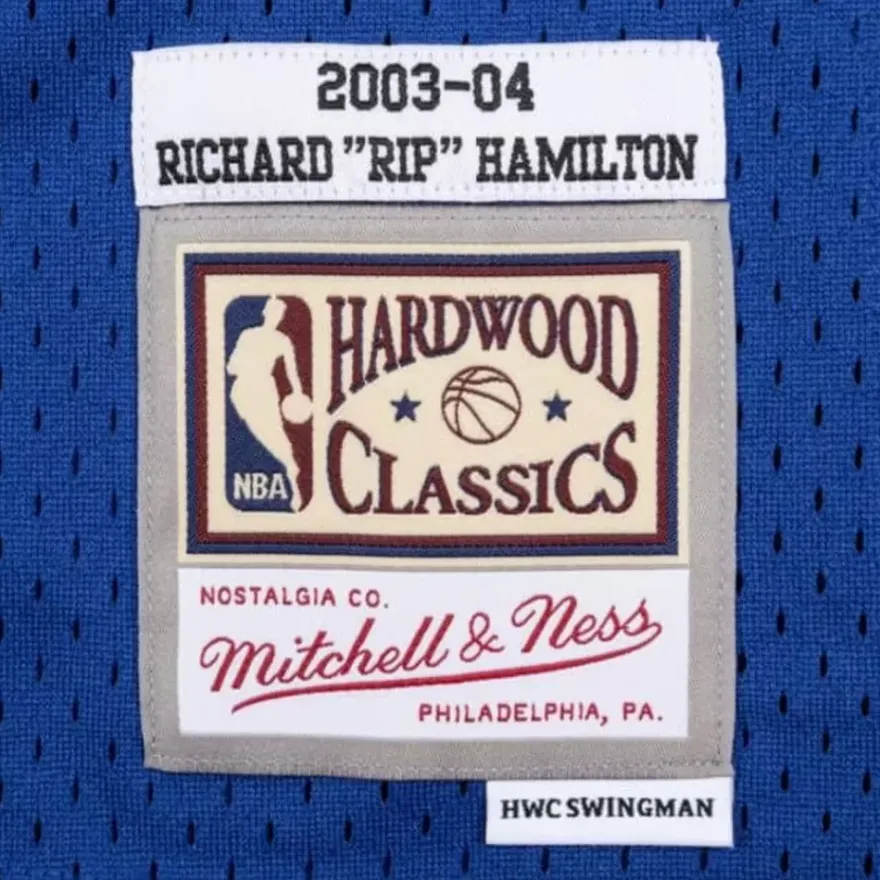 2003-04
RICHARD "RIP" HAMILTON
NBA
HARDWOOD
CLASSICS
NOSTALGIA CO.
Mitchell & Ness
PHILADELPHIA, PA.
HWC SWINGMAN